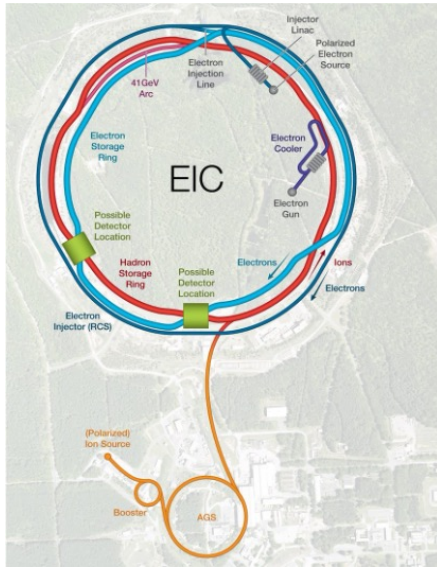 Injector
Linac
Polarized
Electron
Source
Electron
Injection
Line
41GeV
Arc
Electron
Storage
Ring
Electron
Cooler
EIC
Electron
Gun
Possible
Detector
Location
Hadron
Storage
Ring
Possible
Detector
Location
Electrons
Ions
Electrons
Electron
Injector (RCS)
(Polarized)
Ion Source
Booster
AGS